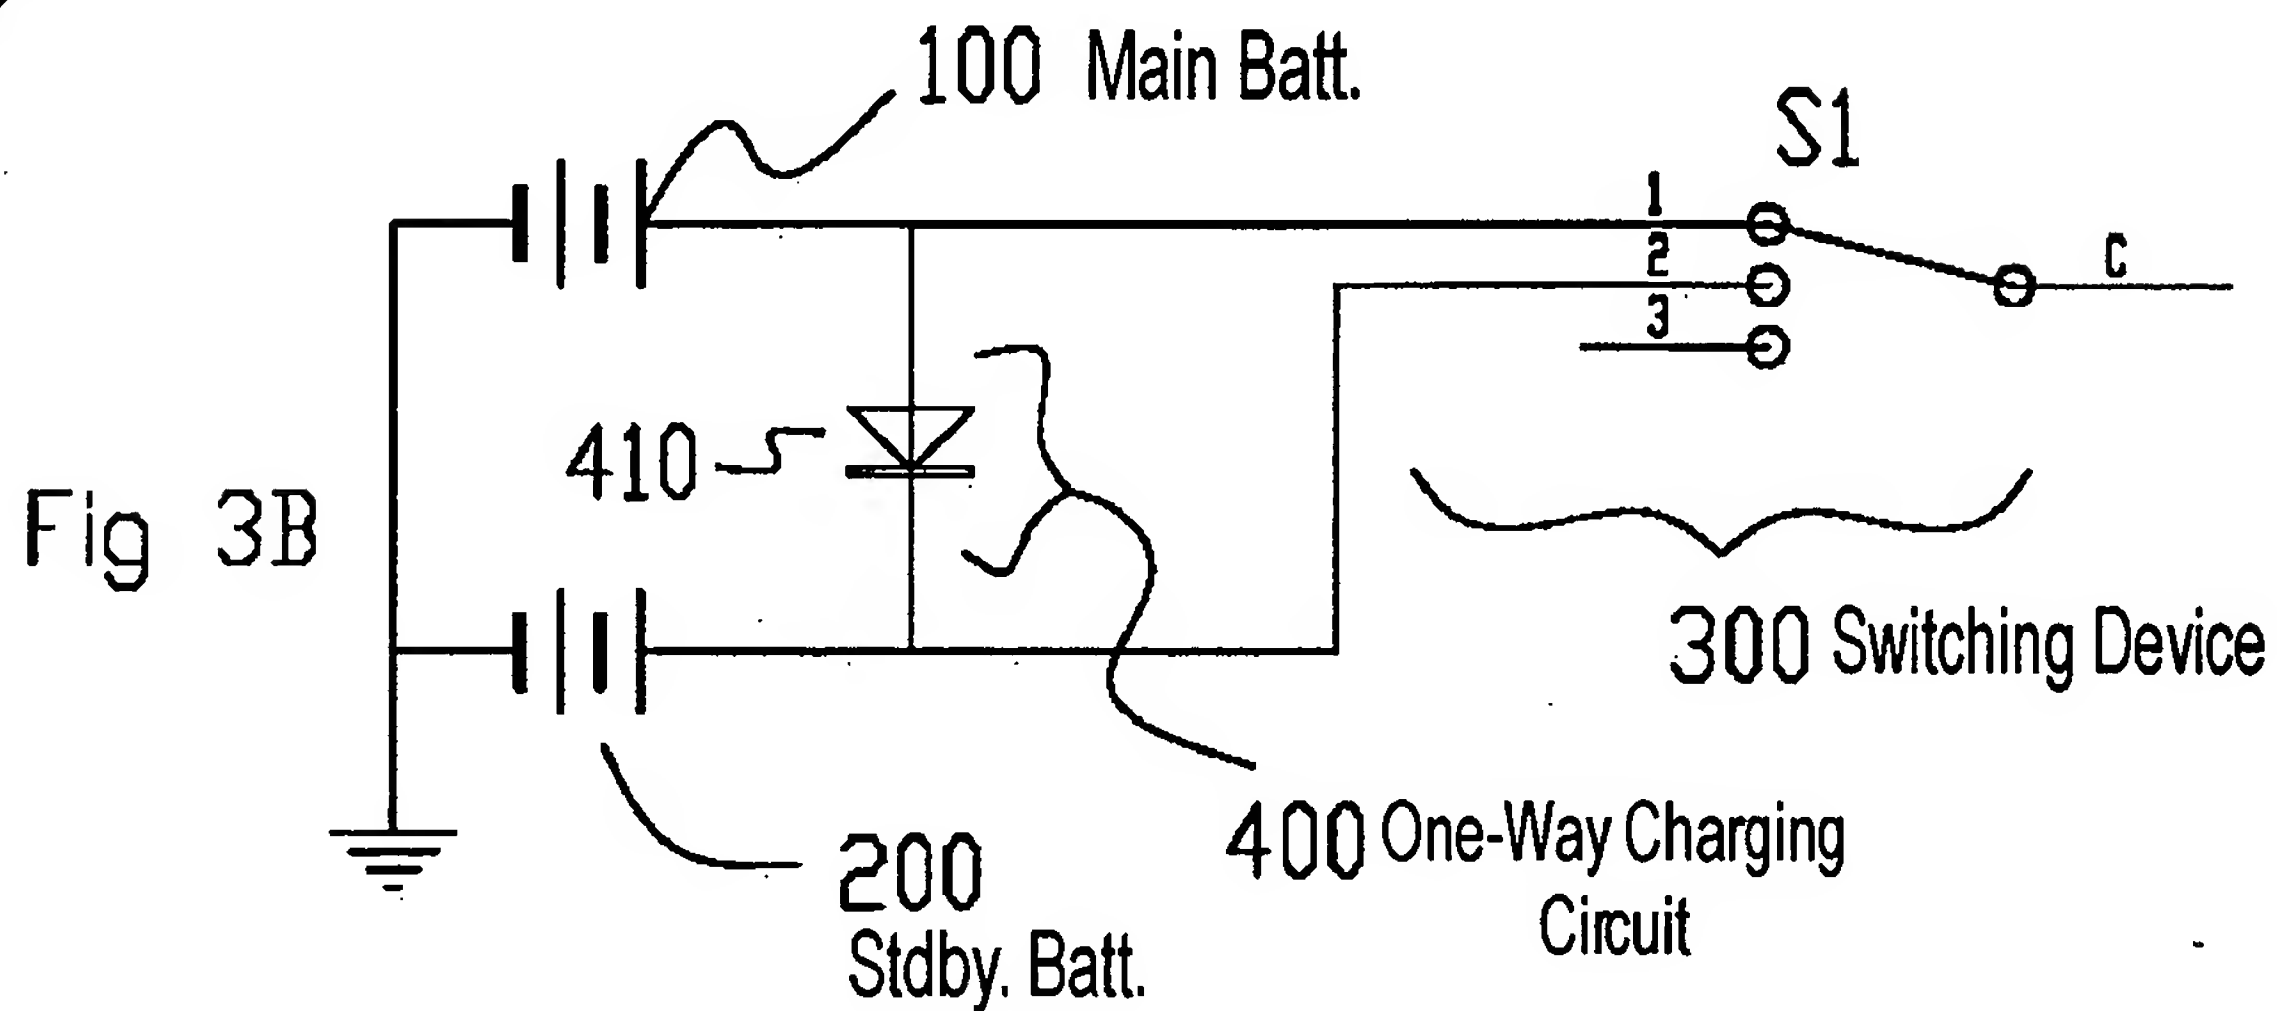 100 Main Batt.
S1
1
2
3
C
410
Fig 3B
300 Switching Device
400 One-Way Charging
Circuit
200
Stdby. Batt.